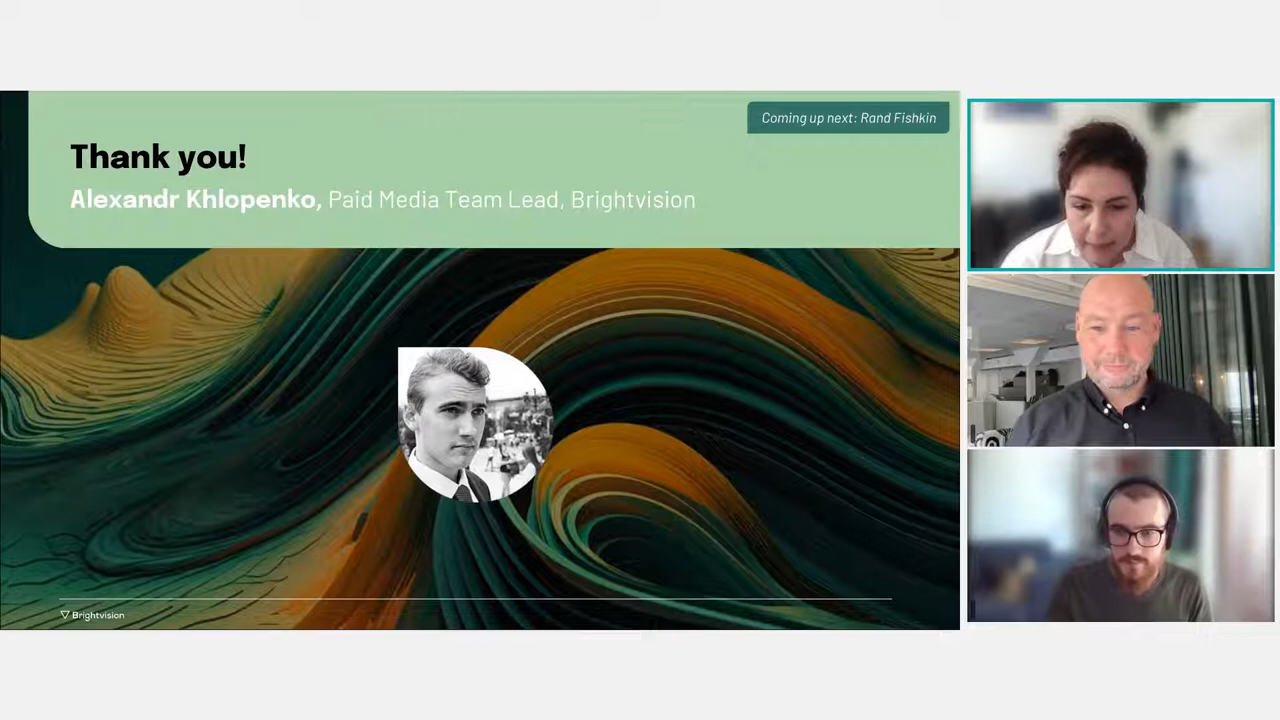 Coming up next: Rand Fishkin
Thank you!
Alexandr Khlopenko, Paid Media Team Lead, Brightvision
Brightvision